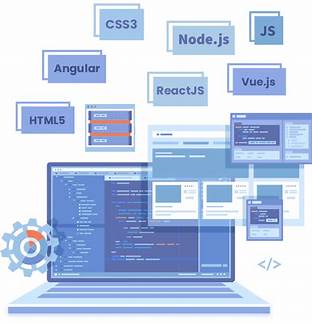 CSS3
Node.js
JS
Angular
ReactJS
Vue.js
HTML5
</>